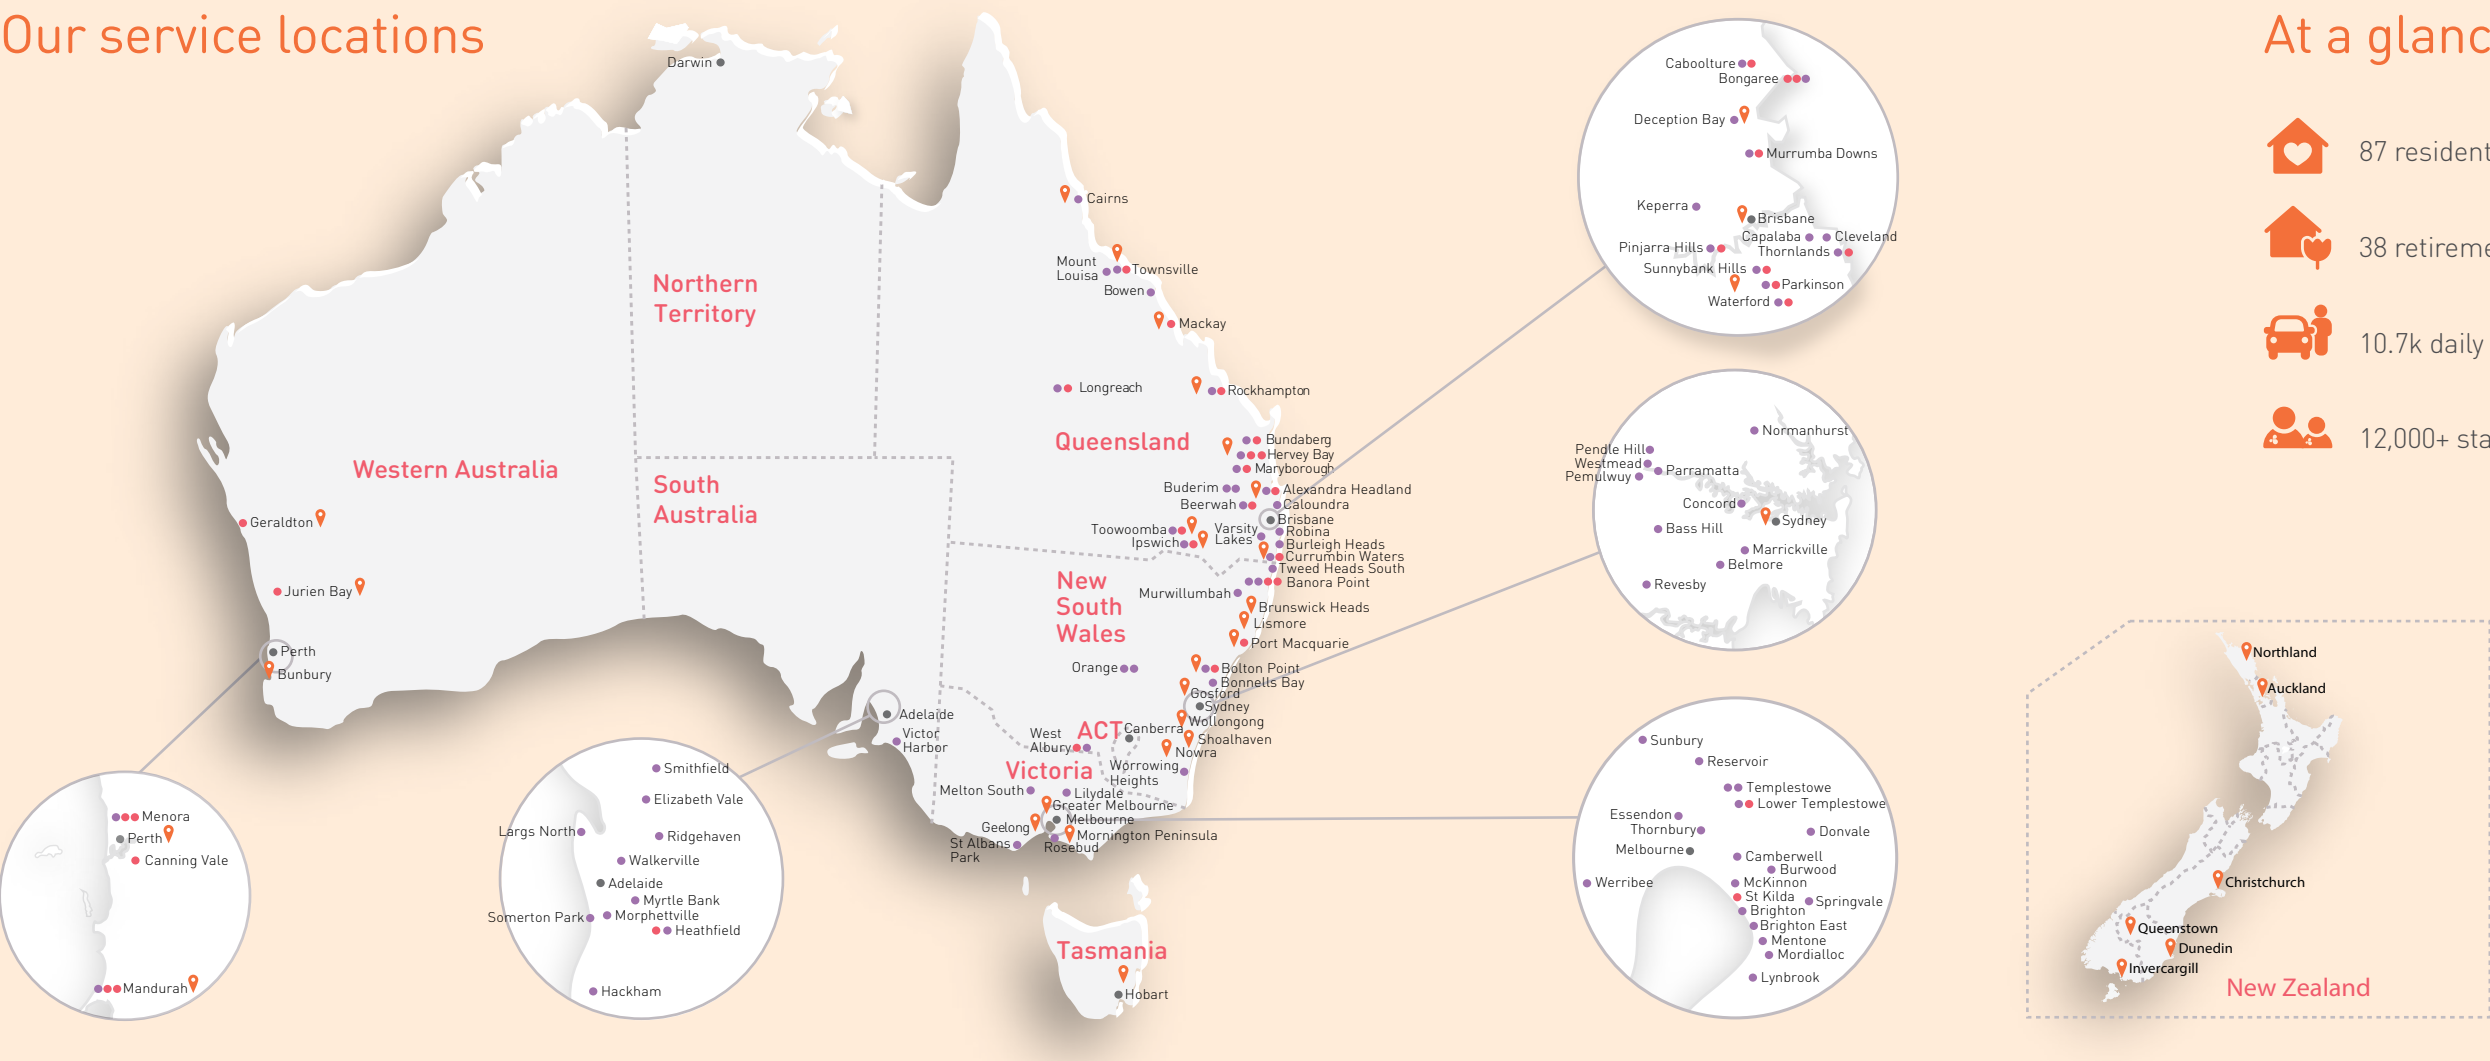 Our service locations
At a glanc
87 resident
38 retireme
10.7k daily
12,000+ sta
Darwin
Northern
Territory
Western Australia
South
Australia
Queensland
New
South
Wales
ACT
Victoria
Tasmania
New Zealand
Cairns
Mount
Louisa
Townsville
Bowen
Mackay
Longreach
Rockhampton
Bundaberg
Hervey Bay
Maryborough
Buderim
Alexandra Headland
Beerwah
Caloundra
Brisbane
Toowoomba
Varsity
Lakes
Robina
Ipswich
Burleigh Heads
Currumbin Waters
Tweed Heads South
Banora Point
Murwillumbah
Brunswick Heads
Lismore
Port Macquarie
Orange
Bolton Point
Bonnells Bay
Gosford
Sydney
Wollongong
Canberra
Shoalhaven
Nowra
West
Albury
Worrowing
Heights
Melton South
Lilydale
Greater Melbourne
Melbourne
Geelong
Mornington Peninsula
St Albans
Park
Rosebud
Hobart
Geraldton
Jurien Bay
Perth
Bunbury
Adelaide
Victor
Harbor
Menora
Perth
Canning Vale
Mandurah
Smithfield
Elizabeth Vale
Largs North
Ridgehaven
Walkerville
Adelaide
Myrtle Bank
Somerton Park
Morphettville
Heathfield
Hackham
Caboolture
Bongaree
Deception Bay
Murrumba Downs
Keperra
Brisbane
Capalaba
Cleveland
Pinjarra Hills
Thornlands
Sunnybank Hills
Parkinson
Waterford
Normanhurst
Pendle Hill
Westmead
Parramatta
Pemulwuy
Concord
Sydney
Bass Hill
Marrickville
Belmore
Revesby
Sunbury
Reservoir
Templestowe
Lower Templestowe
Essendon
Thornbury
Donvale
Melbourne
Camberwell
Burwood
Werribee
McKinnon
St Kilda
Springvale
Brighton
Brighton East
Mentone
Mordialloc
Lynbrook
Northland
Auckland
Christchurch
Queenstown
Dunedin
Invercargill